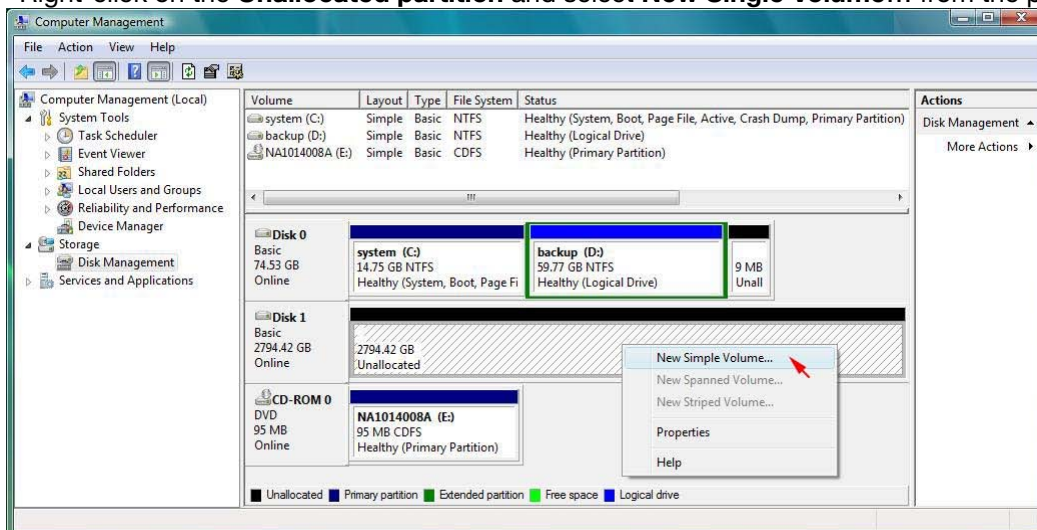 Right-click on the Unallocated partition and select New Single Volume... from the p
Computer Management
File Action View Help
Computer Management (Local)
System Tools
Task Scheduler
Event Viewer
Shared Folders
Local Users and Groups
Reliability and Performance
Device Manager
Storage
Disk Management
Services and Applications
Volume Layout Type File System Status
system (C:) Simple Basic NTFS Healthy (System, Boot, Page File, Active, Crash Dump, Primary Partition)
backup (D:) Simple Basic NTFS Healthy (Logical Drive)
NA1014008A (E:) Simple Basic CDFS Healthy (Primary Partition)
Disk 0
Basic
74.53 GB
Online
system (C:)
14.75 GB NTFS
Healthy (System, Boot, Page Fi
backup (D:)
59.77 GB NTFS
Healthy (Logical Drive)
9 MB
Unall
Disk 1
Basic
2794.42 GB
Online
2794.42 GB
Unallocated
New Simple Volume...
New Spanned Volume...
New Striped Volume...
Properties
Help
CD-ROM 0
DVD
95 MB
Online
NA1014008A (E:)
95 MB CDFS
Healthy (Primary Partition)
Unallocated Primary partition Extended partition Free space Logical drive
Actions
Disk Management
More Actions